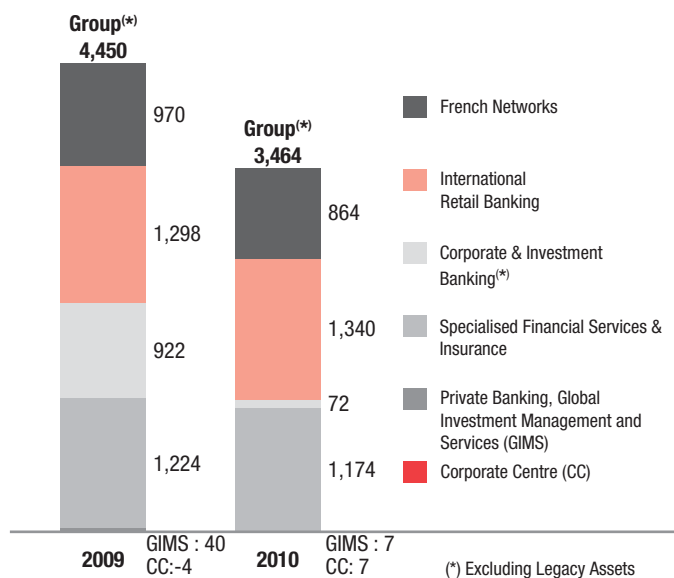 Group(*)
4,450
970
1,298
922
1,224
2009
GIMS : 40
CC:-4
Group(*)
3,464
864
1,340
72
1,174
2010
GIMS : 7
CC: 7
French Networks
International
Retail Banking
Corporate & Investment
Banking(*)
Specialised Financial Services &
Insurance
Private Banking, Global
Investment Management and
Services (GIMS)
Corporate Centre (CC)
(*) Excluding Legacy Assets